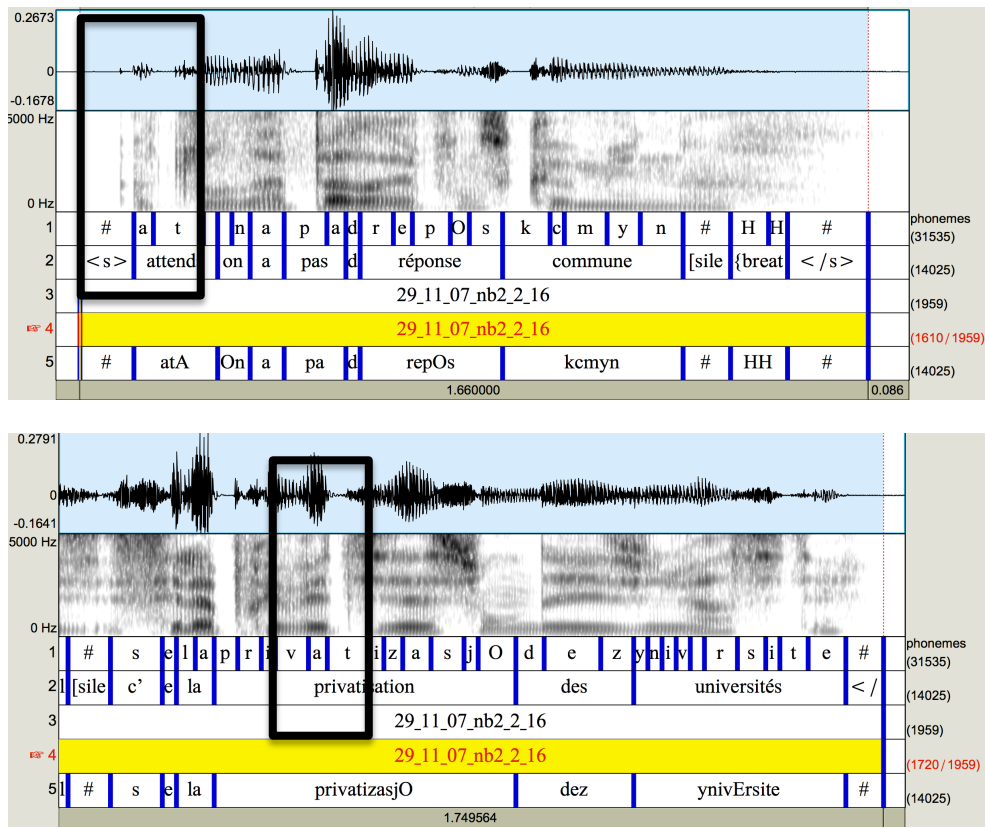 0.2673
0
-0.1678
5000 Hz
0 Hz
1 # a t n a p a d r e p O s k c m y n # H H # phonemes (31535)
2 <s> attend on a pas d réponse commune [sile {breat </s> (14025)
3 29_11_07_nb2_2_16 (1959)
4 29_11_07_nb2_2_16 (1610/1959)
5 # atA On a pa d repOs kcmyn # HH # (14025)
1.660000 0.086
0.2791
0
-0.1641
5000 Hz
0 Hz
1 # s e l a p r i v a t i z a s j O d e z y n i v r s i t e # phonemes (31535)
2 l [sile c' e la privatisation des universités </ (14025)
3 29_11_07_nb2_2_16 (1959)
4 29_11_07_nb2_2_16 (1720/1959)
5 l # s e la privatizasjO dez ynivErsite # (14025)
1.749564